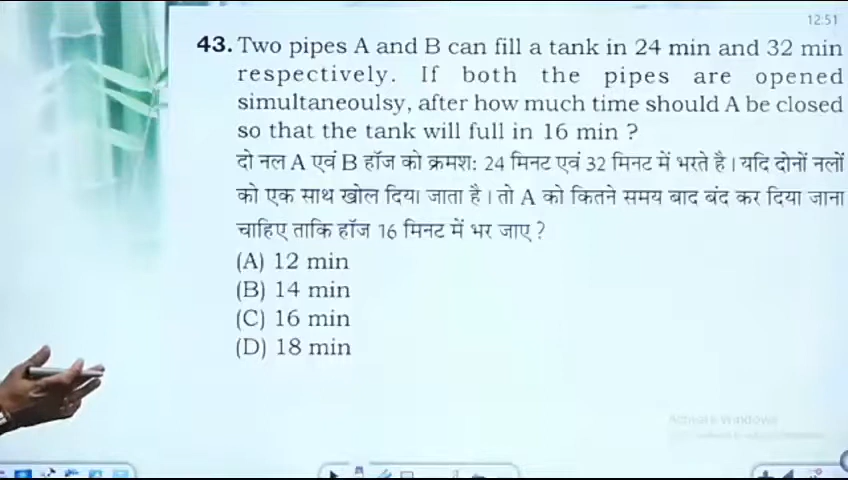 12:51
43. Two pipes A and B can fill a tank in 24 min and 32 min
respectively. If both the pipes are opened
simultaneoulsy, after how much time should A be closed
so that the tank will full in 16 min ?
दो नल A एवं B हॉज को क्रमशः 24 मिनट एवं 32 मिनट में भरते है। यदि दोनों नलों
को एक साथ खोल दिया जाता है। तो A को कितने समय बाद बंद कर दिया जाना
चाहिए ताकि हॉज 16 मिनट में भर जाए ?
(A) 12 min
(B) 14 min
(C) 16 min
(D) 18 min
Activate Windows